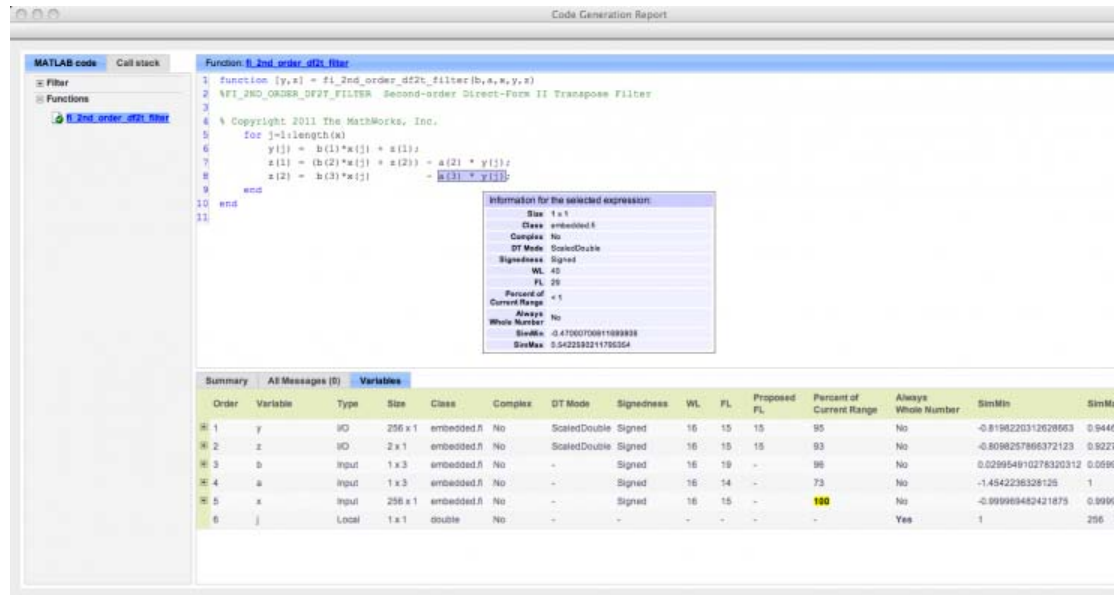 Code Generation Report
MATLAB code Call stack
Filter
Functions
fi_2nd_order_df2t_filter
Function: fi_2nd_order_df2t_filter
1 function [y,z] = fi_2nd_order_df2t_filter(b,a,x,y,z)
2 %FI_2ND_ORDER_DF2T_FILTER Second-order Direct-Form II Transpose Filter
3
4 % Copyright 2011 The MathWorks, Inc.
5 for j=1:length(x)
6 y(j) = b(1)*x(j) + z(1);
7 z(1) = (b(2)*x(j) + z(2)) - a(2) * y(j);
8 z(2) = b(3)*x(j) - a(3) * y(j);
9 end
10 end
11
Information for the selected expression:
Size 1 x 1
Class embedded.fi
Complex No
DT Mode ScaledDouble
Signedness Signed
WL 40
FL 29
Percent of Current Range < 1
Always Whole Number No
SimMin
SimMax
Summary All Messages (0) Variables
Order Variable Type Size Class Complex DT Mode Signedness WL FL Proposed FL Percent of Current Range Always Whole Number SimMin SimMa
1 y I/O 256 x 1 embedded.fi No ScaledDouble Signed 16 15 15 95 No -0.8198220312628663 0.9446
2 z I/O 2 x 1 embedded.fi No ScaledDouble Signed 16 15 15 93 No -0.8098257866372123 0.9227
3 b Input 1 x 3 embedded.fi No - Signed 16 19 - 96 No 0.029954910278320312 0.0599
4 a Input 1 x 3 embedded.fi No - Signed 16 14 - 73 No -1.4542236328125 1
5 x Input 256 x 1 embedded.fi No - Signed 16 15 - 100 No -0.999969482421875 0.9999
6 j Local 1 x 1 double No - - - - - - Yes 1 256